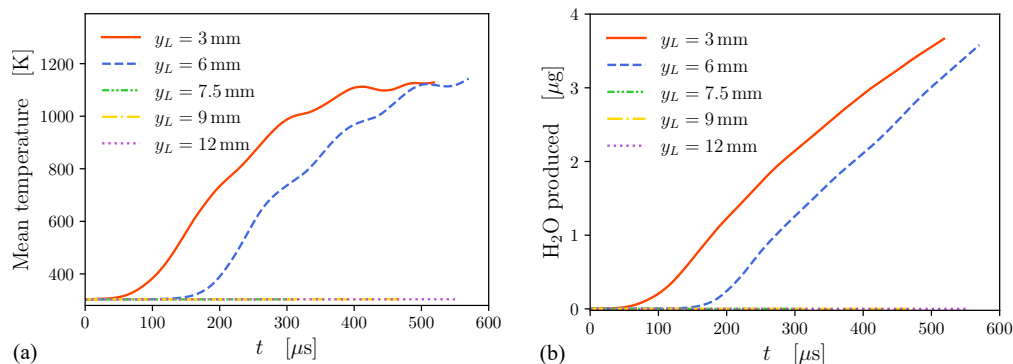 Mean temperature [K]
1200
1000
800
600
400
0 100 200 300 400 500 600
t [μs]
y_L = 3 mm
y_L = 6 mm
y_L = 7.5 mm
y_L = 9 mm
y_L = 12 mm
(a)
H₂O produced [μg]
4
3
2
1
0
0 100 200 300 400 500 600
t [μs]
y_L = 3 mm
y_L = 6 mm
y_L = 7.5 mm
y_L = 9 mm
y_L = 12 mm
(b)